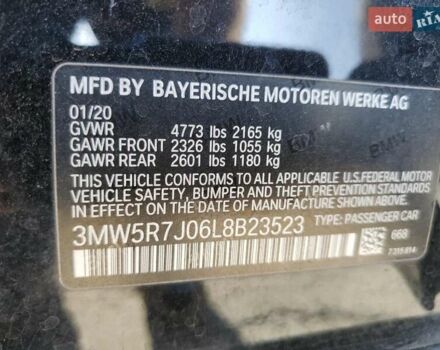 RIA
MFD BY BAYERISCHE MOTOREN WERKE AG
01/20
GVWR 4773 lbs 2165 kg
GAWR FRONT 2326 lbs 1055 kg
GAWR REAR 2601 lbs 1180 kg
THIS VEHICLE CONFORMS TO ALL APPLICABLE U.S.FEDERAL MOTOR
VEHICLE SAFETY, BUMPER AND THEFT PREVENTION STANDARDS IN
EFFECT ON THE DATE OF MANUFACTURE SHOWN ABOVE.
3MW5R7J06L8B23523 TYPE: PASSENGER CAR
668